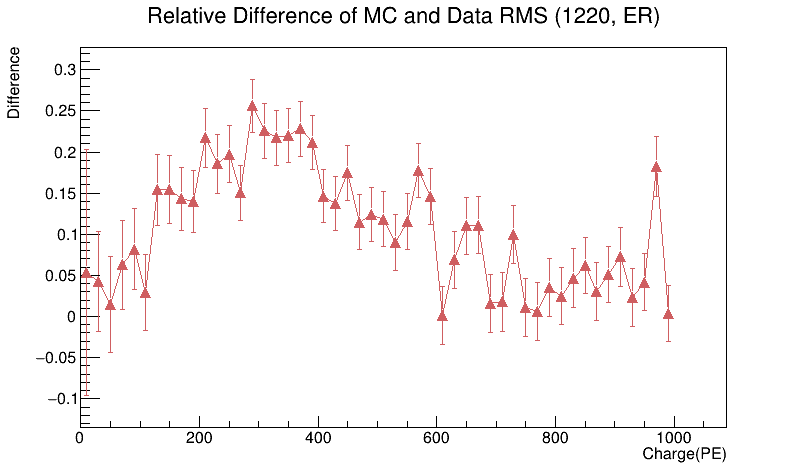 Relative Difference of MC and Data RMS (1220, ER)
Difference
0.3
0.25
0.2
0.15
0.1
0.05
0
−0.05
−0.1
0 200 400 600 800 1000
Charge(PE)